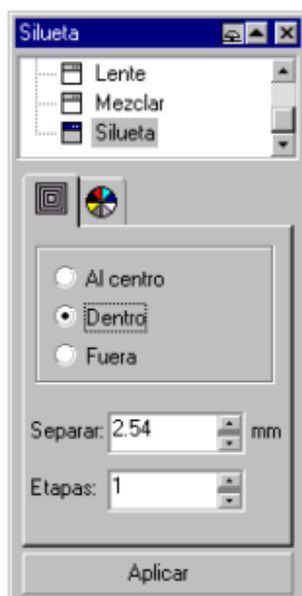 Silueta
Lente
Mezclar
Silueta
Al centro
Dentro
Fuera
Separar: 2.54 mm
Etapas: 1
Aplicar